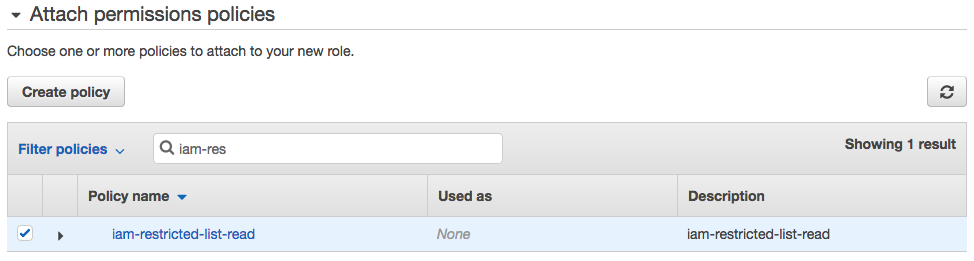 Attach permissions policies
Choose one or more policies to attach to your new role.
Create policy
Filter policies iam-res Showing 1 result
Policy name Used as Description
iam-restricted-list-read None iam-restricted-list-read